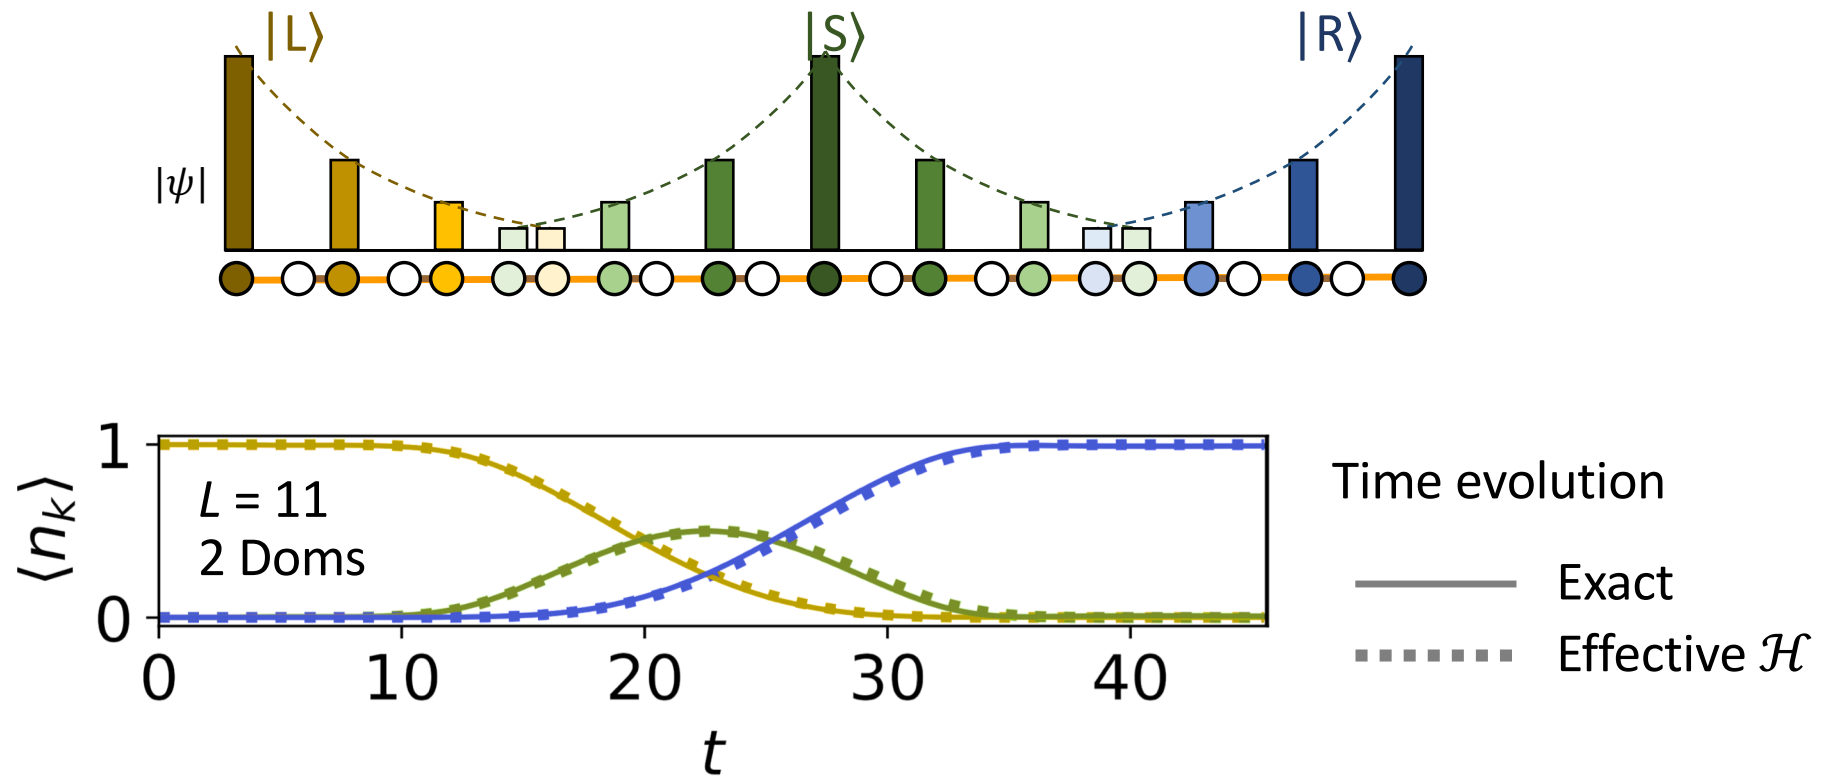 |L⟩ |S⟩ |R⟩
|ψ|
1
0
⟨n_k⟩
L = 11
2 Doms
0 10 20 30 40
t
Time evolution
Exact
Effective ℋ